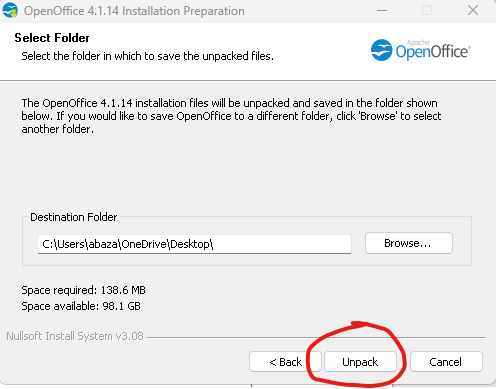 OpenOffice 4.1.14 Installation Preparation
Select Folder
Select the folder in which to save the unpacked files.
Apache
OpenOffice
The OpenOffice 4.1.14 installation files will be unpacked and saved in the folder shown
below. If you would like to save OpenOffice to a different folder, click 'Browse' to select
another folder.
Destination Folder
C:\Users\abaza\OneDrive\Desktop\
Browse...
Space required: 138.6 MB
Space available: 98.1 GB
Nullsoft Install System v3.08
< Back Unpack Cancel